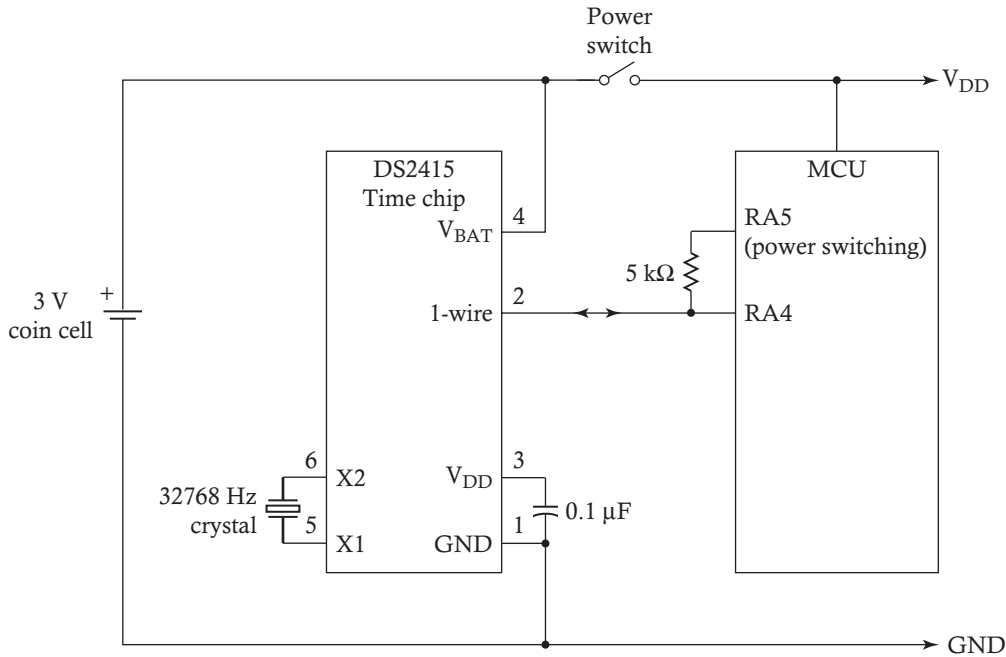 Power
switch
V_DD
DS2415
Time chip
MCU
4
V_BAT
RA5
(power switching)
5 kΩ
3 V
coin cell
+
2
1-wire
RA4
6
X2
3
V_DD
32768 Hz
crystal
0.1 μF
5
X1
1
GND
GND